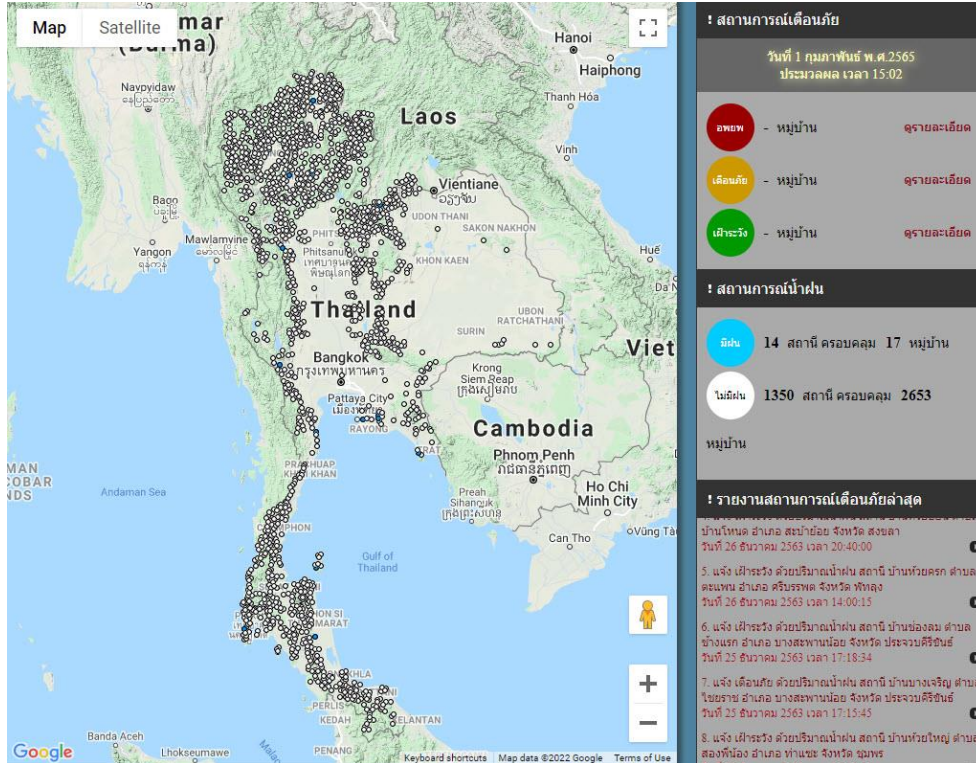 Map
Satellite
mar
(Burma)
Navpyidaw
Hanoi
Haiphong
Thanh Hóa
Laos
Vinh
Vientiane
ວຽງຈັນ
UDON THANI
SAKON NAKHON
Bago
Yangon
ရန်ကုန်
Mawlamyine
Phitsanulok
พิษณุโลก
KHON KAEN
Huế
Thailand
UBON
RATCHATHANI
SURIN
Viet
Bangkok
กรุงเทพมหานคร
Krong
Siem Reap
Pattaya City
RAYONG
Cambodia
Phnom Penh
រាជធានីភ្នំពេញ
Ho Chi
Minh City
Preah
Sihanouk
ក្រុងព្រះសីហនុ
Andaman Sea
Can Tho
Vũng Tà
Gulf of
Thailand
PERLIS
KEDAH
KELANTAN
Banda Aceh
Lhokseumawe
PENANG
Google
Keyboard shortcuts
Map data ©2022 Google
Terms of Use
! สถานการณ์เตือนภัย
วันที่ 1 กุมภาพันธ์ พ.ศ.2565
ประมวลผล เวลา 15:02
อพยพ - หมู่บ้าน ดูรายละเอียด
เตือนภัย - หมู่บ้าน ดูรายละเอียด
เฝ้าระวัง - หมู่บ้าน ดูรายละเอียด
! สถานการณ์น้ำฝน
มีฝน 14 สถานี ครอบคลุม 17 หมู่บ้าน
ไม่มีฝน 1350 สถานี ครอบคลุม 2653
หมู่บ้าน
! รายงานสถานการณ์เตือนภัยล่าสุด
บ้านโหนด อำเภอ สะบ้าย้อย จังหวัด สงขลา
วันที่ 26 ธันวาคม 2563 เวลา 20:40:00
5. แจ้ง เฝ้าระวัง ด้วยปริมาณน้ำฝน สถานี บ้านห้วยครก ตำบล
ตะแพน อำเภอ ศรีบรรพต จังหวัด พัทลุง
วันที่ 26 ธันวาคม 2563 เวลา 14:00:15
6. แจ้ง เฝ้าระวัง ด้วยปริมาณน้ำฝน สถานี บ้านช่องลม ตำบล
ช้างแรก อำเภอ บางสะพานน้อย จังหวัด ประจวบคีรีขันธ์
วันที่ 25 ธันวาคม 2563 เวลา 17:18:34
7. แจ้ง เตือนภัย ด้วยปริมาณน้ำฝน สถานี บ้านบางเจริญ ตำบล
ไชยราช อำเภอ บางสะพานน้อย จังหวัด ประจวบคีรีขันธ์
วันที่ 25 ธันวาคม 2563 เวลา 17:15:45
8. แจ้ง เฝ้าระวัง ด้วยปริมาณน้ำฝน สถานี บ้านห้วยใหญ่ ตำบล
สองพี่น้อง อำเภอ ท่าแซะ จังหวัด ชุมพร